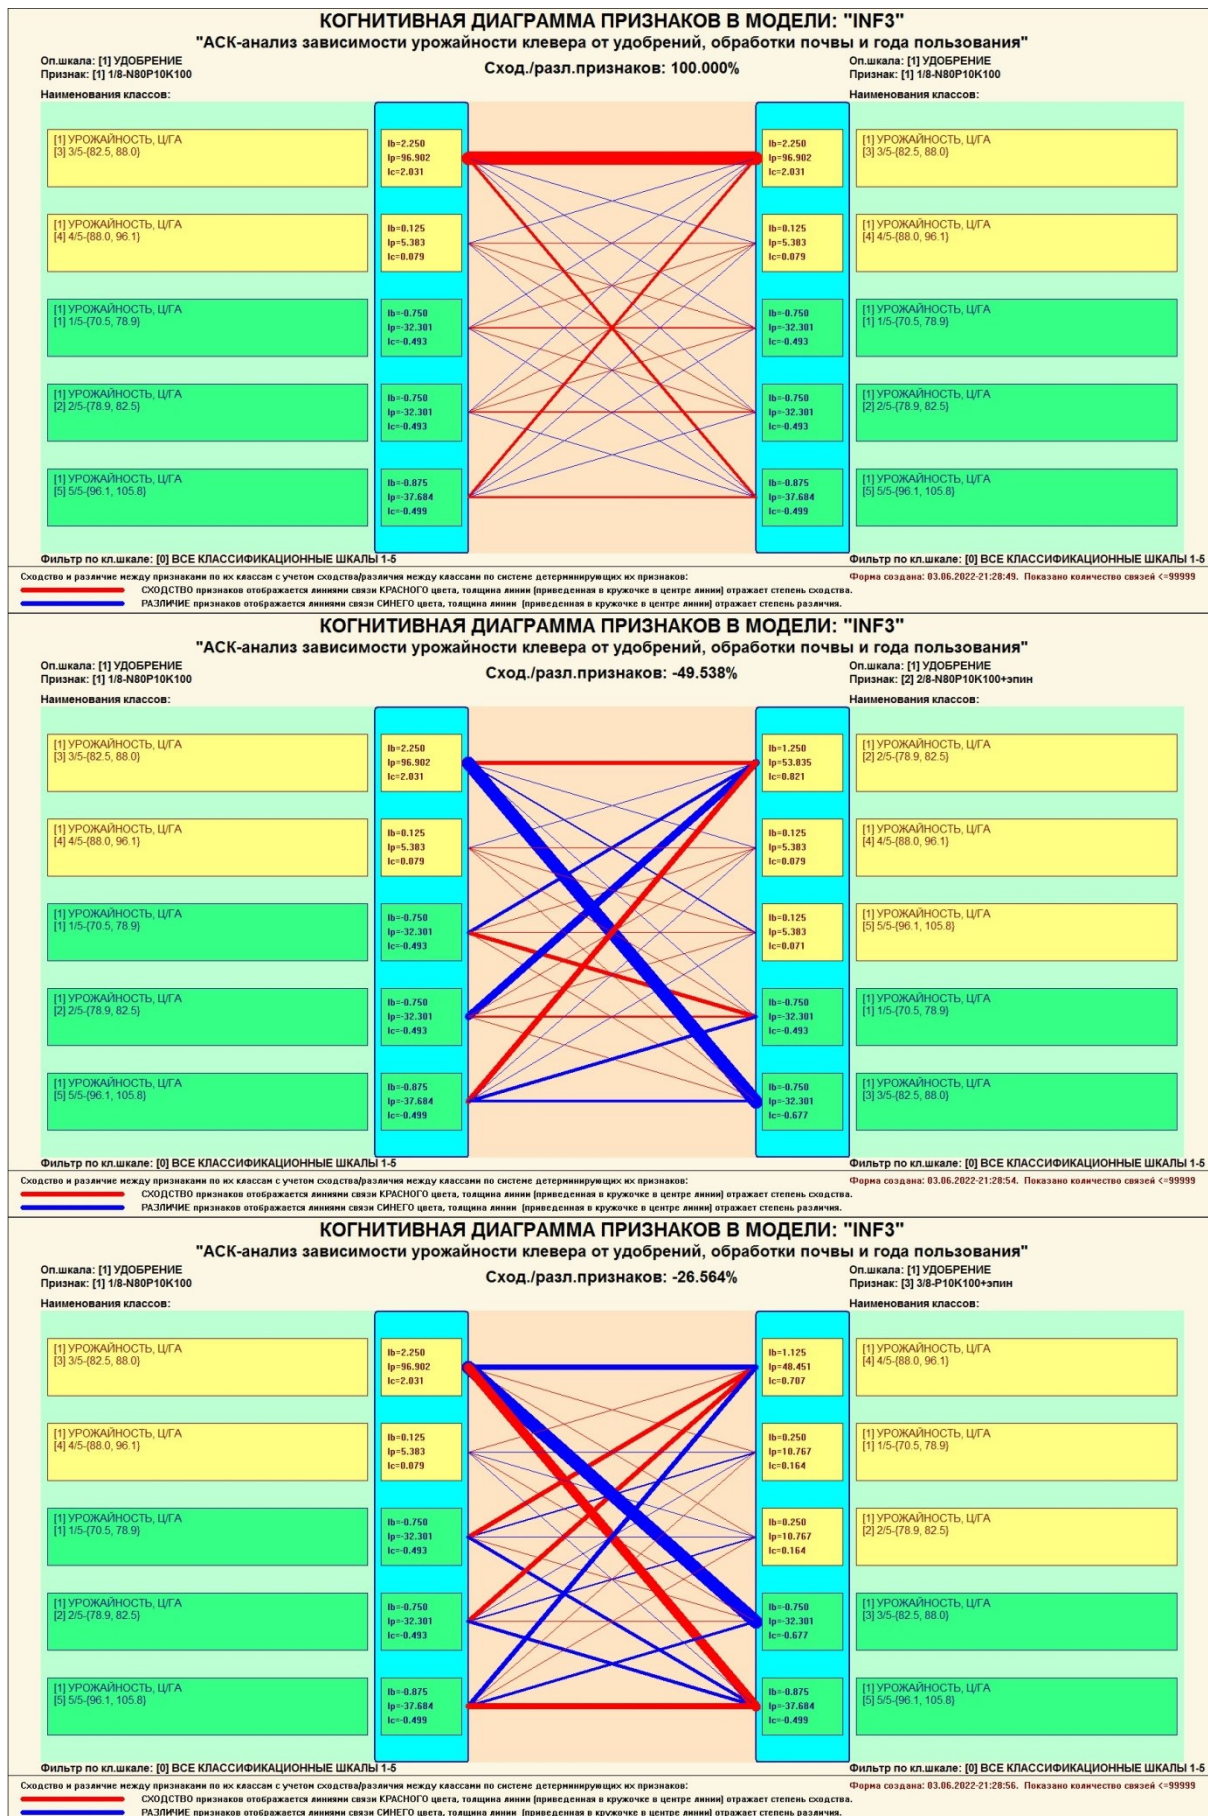 КОГНИТИВНАЯ ДИАГРАММА ПРИЗНАКОВ В МОДЕЛИ: "INF3"
"АСК-анализ зависимости урожайности клевера от удобрений, обработки почвы и года пользования"
Оп.шкала: [1] УДОБРЕНИЕ
Признак: [1] 1/8-N80P10K100
Сход./разл.признаков: 100.000%
Оп.шкала: [1] УДОБРЕНИЕ
Признак: [1] 1/8-N80P10K100
Наименования классов:
Наименования классов:
[1] УРОЖАЙНОСТЬ, Ц/ГА
[3] 3/5-{82.5, 88.0}
Ib=2.250
Ip=96.902
Ic=2.031
Ib=2.250
Ip=96.902
Ic=2.031
[1] УРОЖАЙНОСТЬ, Ц/ГА
[3] 3/5-{82.5, 88.0}
[1] УРОЖАЙНОСТЬ, Ц/ГА
[4] 4/5-{88.0, 96.1}
Ib=0.125
Ip=5.383
Ic=0.079
Ib=0.125
Ip=5.383
Ic=0.079
[1] УРОЖАЙНОСТЬ, Ц/ГА
[4] 4/5-{88.0, 96.1}
[1] УРОЖАЙНОСТЬ, Ц/ГА
[1] 1/5-{70.5, 78.9}
Ib=-0.750
Ip=-32.301
Ic=-0.493
Ib=-0.750
Ip=-32.301
Ic=-0.493
[1] УРОЖАЙНОСТЬ, Ц/ГА
[1] 1/5-{70.5, 78.9}
[1] УРОЖАЙНОСТЬ, Ц/ГА
[2] 2/5-{78.9, 82.5}
Ib=-0.750
Ip=-32.301
Ic=-0.493
Ib=-0.750
Ip=-32.301
Ic=-0.493
[1] УРОЖАЙНОСТЬ, Ц/ГА
[2] 2/5-{78.9, 82.5}
[1] УРОЖАЙНОСТЬ, Ц/ГА
[5] 5/5-{96.1, 105.8}
Ib=-0.875
Ip=-37.684
Ic=-0.499
Ib=-0.875
Ip=-37.684
Ic=-0.499
[1] УРОЖАЙНОСТЬ, Ц/ГА
[5] 5/5-{96.1, 105.8}
Фильтр по кл.шкале: [0] ВСЕ КЛАССИФИКАЦИОННЫЕ ШКАЛЫ 1-5
Фильтр по кл.шкале: [0] ВСЕ КЛАССИФИКАЦИОННЫЕ ШКАЛЫ 1-5
Сходство и различие между признаками по их классам с учетом сходства/различия между классами по системе детерминирующих их признаков:
Форма создана: 03.06.2022-21:28:49. Показано количество связей <=99999
СХОДСТВО признаков отображается линиями связи КРАСНОГО цвета, толщина линии (приведенная в кружочке в центре линии) отражает степень сходства.
РАЗЛИЧИЕ признаков отображается линиями связи СИНЕГО цвета, толщина линии (приведенная в кружочке в центре линии) отражает степень различия.
КОГНИТИВНАЯ ДИАГРАММА ПРИЗНАКОВ В МОДЕЛИ: "INF3"
"АСК-анализ зависимости урожайности клевера от удобрений, обработки почвы и года пользования"
Оп.шкала: [1] УДОБРЕНИЕ
Признак: [1] 1/8-N80P10K100
Сход./разл.признаков: -49.538%
Оп.шкала: [1] УДОБРЕНИЕ
Признак: [2] 2/8-N80P10K100+эпин
Наименования классов:
Наименования классов:
[1] УРОЖАЙНОСТЬ, Ц/ГА
[3] 3/5-{82.5, 88.0}
Ib=2.250
Ip=96.902
Ic=2.031
Ib=1.250
Ip=53.835
Ic=0.821
[1] УРОЖАЙНОСТЬ, Ц/ГА
[2] 2/5-{78.9, 82.5}
[1] УРОЖАЙНОСТЬ, Ц/ГА
[4] 4/5-{88.0, 96.1}
Ib=0.125
Ip=5.383
Ic=0.079
Ib=0.125
Ip=5.383
Ic=0.079
[1] УРОЖАЙНОСТЬ, Ц/ГА
[4] 4/5-{88.0, 96.1}
[1] УРОЖАЙНОСТЬ, Ц/ГА
[1] 1/5-{70.5, 78.9}
Ib=-0.750
Ip=-32.301
Ic=-0.493
Ib=0.125
Ip=5.383
Ic=0.071
[1] УРОЖАЙНОСТЬ, Ц/ГА
[5] 5/5-{96.1, 105.8}
[1] УРОЖАЙНОСТЬ, Ц/ГА
[2] 2/5-{78.9, 82.5}
Ib=-0.750
Ip=-32.301
Ic=-0.493
Ib=-0.750
Ip=-32.301
Ic=-0.493
[1] УРОЖАЙНОСТЬ, Ц/ГА
[1] 1/5-{70.5, 78.9}
[1] УРОЖАЙНОСТЬ, Ц/ГА
[5] 5/5-{96.1, 105.8}
Ib=-0.875
Ip=-37.684
Ic=-0.499
Ib=-0.750
Ip=-32.301
Ic=-0.677
[1] УРОЖАЙНОСТЬ, Ц/ГА
[3] 3/5-{82.5, 88.0}
Фильтр по кл.шкале: [0] ВСЕ КЛАССИФИКАЦИОННЫЕ ШКАЛЫ 1-5
Фильтр по кл.шкале: [0] ВСЕ КЛАССИФИКАЦИОННЫЕ ШКАЛЫ 1-5
Сходство и различие между признаками по их классам с учетом сходства/различия между классами по системе детерминирующих их признаков:
Форма создана: 03.06.2022-21:28:54. Показано количество связей <=99999
СХОДСТВО признаков отображается линиями связи КРАСНОГО цвета, толщина линии (приведенная в кружочке в центре линии) отражает степень сходства.
РАЗЛИЧИЕ признаков отображается линиями связи СИНЕГО цвета, толщина линии (приведенная в кружочке в центре линии) отражает степень различия.
КОГНИТИВНАЯ ДИАГРАММА ПРИЗНАКОВ В МОДЕЛИ: "INF3"
"АСК-анализ зависимости урожайности клевера от удобрений, обработки почвы и года пользования"
Оп.шкала: [1] УДОБРЕНИЕ
Признак: [1] 1/8-N80P10K100
Сход./разл.признаков: -26.564%
Оп.шкала: [1] УДОБРЕНИЕ
Признак: [3] 3/8-P10K100+эпин
Наименования классов:
Наименования классов:
[1] УРОЖАЙНОСТЬ, Ц/ГА
[3] 3/5-{82.5, 88.0}
Ib=2.250
Ip=96.902
Ic=2.031
Ib=1.125
Ip=48.451
Ic=0.707
[1] УРОЖАЙНОСТЬ, Ц/ГА
[4] 4/5-{88.0, 96.1}
[1] УРОЖАЙНОСТЬ, Ц/ГА
[4] 4/5-{88.0, 96.1}
Ib=0.125
Ip=5.383
Ic=0.079
Ib=0.250
Ip=10.767
Ic=0.164
[1] УРОЖАЙНОСТЬ, Ц/ГА
[1] 1/5-{70.5, 78.9}
[1] УРОЖАЙНОСТЬ, Ц/ГА
[1] 1/5-{70.5, 78.9}
Ib=-0.750
Ip=-32.301
Ic=-0.493
Ib=0.250
Ip=10.767
Ic=0.164
[1] УРОЖАЙНОСТЬ, Ц/ГА
[2] 2/5-{78.9, 82.5}
[1] УРОЖАЙНОСТЬ, Ц/ГА
[2] 2/5-{78.9, 82.5}
Ib=-0.750
Ip=-32.301
Ic=-0.493
Ib=-0.750
Ip=-32.301
Ic=-0.677
[1] УРОЖАЙНОСТЬ, Ц/ГА
[3] 3/5-{82.5, 88.0}
[1] УРОЖАЙНОСТЬ, Ц/ГА
[5] 5/5-{96.1, 105.8}
Ib=-0.875
Ip=-37.684
Ic=-0.499
Ib=-0.875
Ip=-37.684
Ic=-0.499
[1] УРОЖАЙНОСТЬ, Ц/ГА
[5] 5/5-{96.1, 105.8}
Фильтр по кл.шкале: [0] ВСЕ КЛАССИФИКАЦИОННЫЕ ШКАЛЫ 1-5
Фильтр по кл.шкале: [0] ВСЕ КЛАССИФИКАЦИОННЫЕ ШКАЛЫ 1-5
Сходство и различие между признаками по их классам с учетом сходства/различия между классами по системе детерминирующих их признаков:
Форма создана: 03.06.2022-21:28:56. Показано количество связей <=99999
СХОДСТВО признаков отображается линиями связи КРАСНОГО цвета, толщина линии (приведенная в кружочке в центре линии) отражает степень сходства.
РАЗЛИЧИЕ признаков отображается линиями связи СИНЕГО цвета, толщина линии (приведенная в кружочке в центре линии) отражает степень различия.